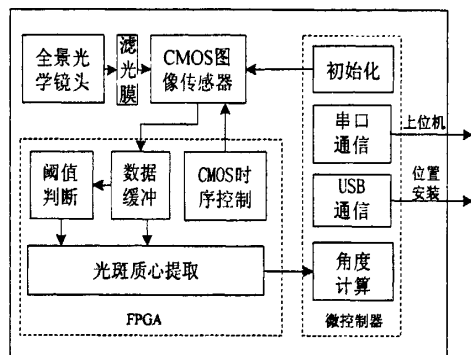 全景光
学镜头
滤
光
膜
CMOS图
像传感器
初始化
串口
通信
上位机
USB
通信
位置
安装
阈值
判断
数据
缓冲
CMOS时
序控制
光斑质心提取
角度
计算
FPGA
微控制器